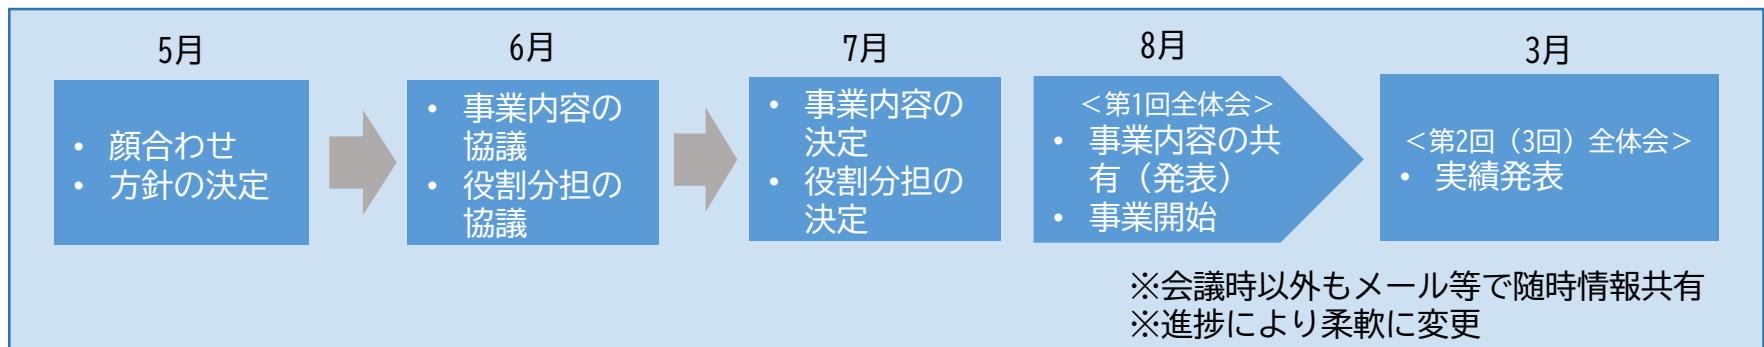 5月
・ 顔合わせ
・ 方針の決定
6月
・ 事業内容の
協議
・ 役割分担の
協議
7月
・ 事業内容の
決定
・ 役割分担の
決定
8月
＜第1回全体会＞
・ 事業内容の共
有（発表）
・ 事業開始
3月
＜第2回（3回）全体会＞
・ 実績発表
※会議時以外もメール等で随時情報共有
※進捗により柔軟に変更